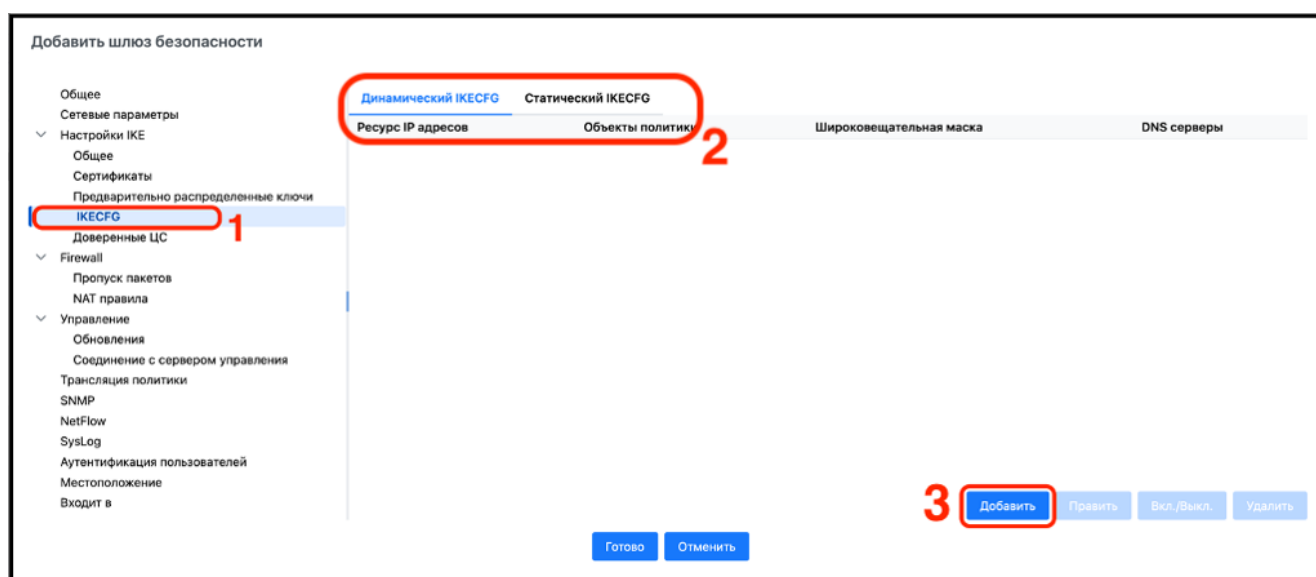 Добавить шлюз безопасности
Общее
Сетевые параметры
Настройки IKE
Общее
Сертификаты
Предварительно распределенные ключи
IKECFG
1
Доверенные ЦС
Firewall
Пропуск пакетов
NAT правила
Управление
Обновления
Соединение с сервером управления
Трансляция политики
SNMP
NetFlow
SysLog
Аутентификация пользователей
Местоположение
Входит в
Динамический IKECFG Статический IKECFG
Ресурс IP адресов Объекты политики Широковещательная маска DNS серверы
2
3 Добавить Править Вкл./Выкл. Удалить
Готово Отменить